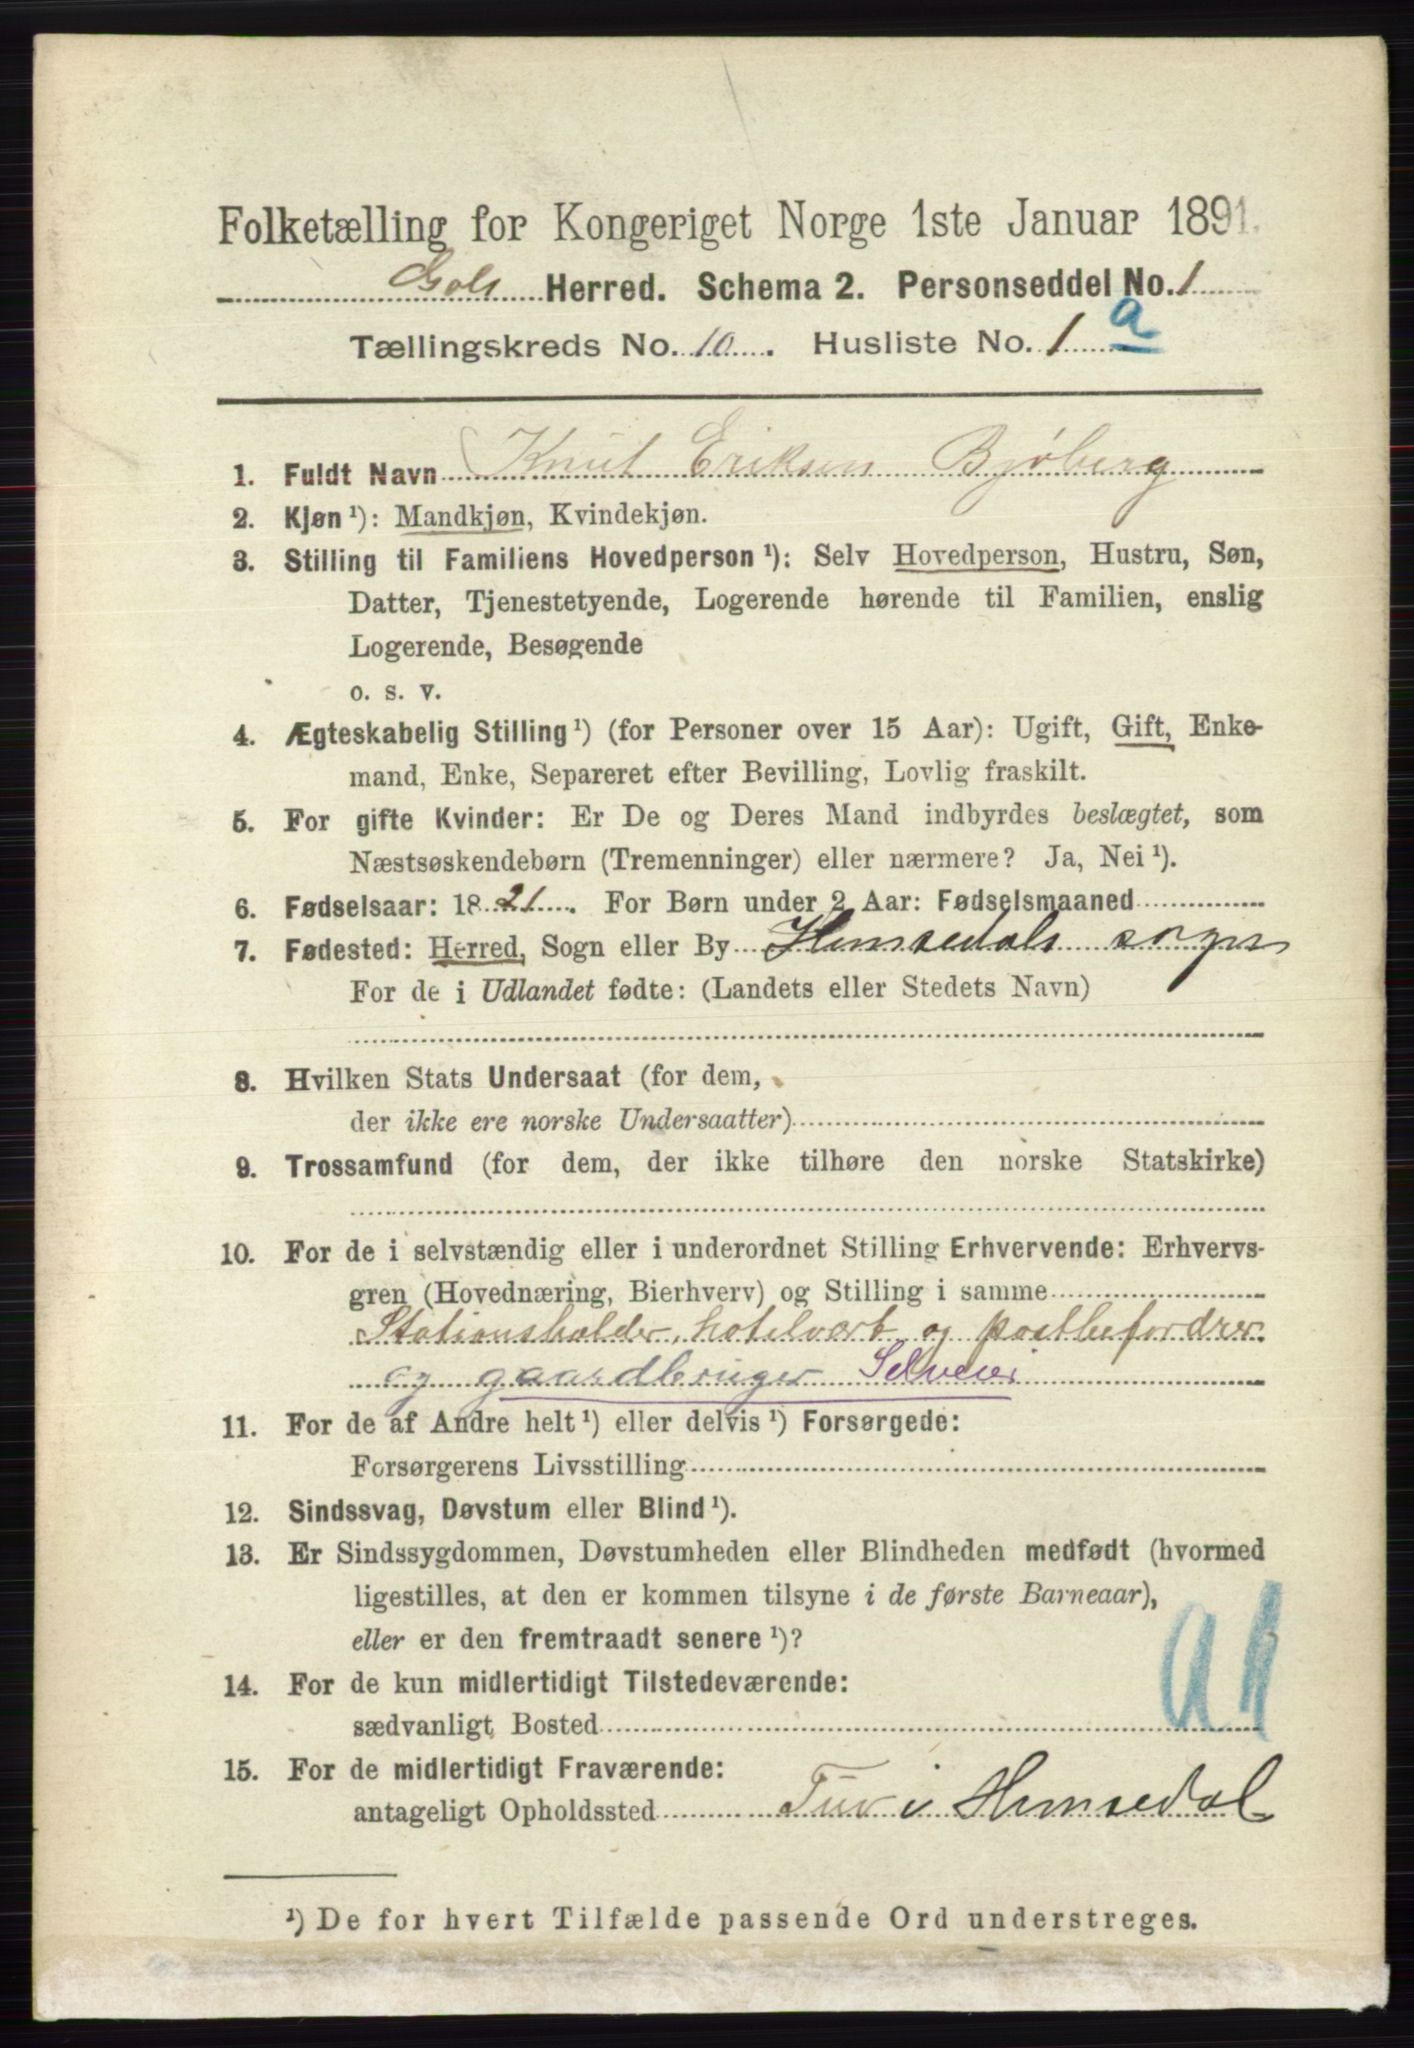 Folketælling for Kongeriget Norge 1ste Januar 1891.
Gols Herred. Schema 2. Personseddel No. 1
Tællingskreds No. 10. Husliste No. 1 a
1. Fuldt Navn Knut Eriksen Bjøberg
2. Kjøn ¹): Mandkjøn, Kvindekjøn.
3. Stilling til Familiens Hovedperson ¹): Selv Hovedperson, Hustru, Søn,
Datter, Tjenestetyende, Logerende hørende til Familien, enslig
Logerende, Besøgende
o. s. v.
4. Ægteskabelig Stilling ¹) (for Personer over 15 Aar): Ugift, Gift, Enke-
mand, Enke, Separeret efter Bevilling, Lovlig fraskilt.
5. For gifte Kvinder: Er De og Deres Mand indbyrdes beslægtet, som
Næstsøskendebørn (Tremenninger) eller nærmere? Ja, Nei ¹).
6. Fødselsaar: 1821. For Børn under 2 Aar: Fødselsmaaned
7. Fødested: Herred, Sogn eller By Hemsedals sogn
For de i Udlandet fødte: (Landets eller Stedets Navn)
8. Hvilken Stats Undersaat (for dem,
der ikke ere norske Undersaatter)
9. Trossamfund (for dem, der ikke tilhøre den norske Statskirke)
10. For de i selvstændig eller i underordnet Stilling Erhvervende: Erhvervs-
gren (Hovednæring, Bierhverv) og Stilling i samme
Stationsholder, hotelvært og postbefordrer
og gaardbruger Selveier
11. For de af Andre helt ¹) eller delvis ¹) Forsørgede:
Forsørgerens Livsstilling
12. Sindssvag, Døvstum eller Blind ¹).
13. Er Sindssygdommen, Døvstumheden eller Blindheden medfødt (hvormed
ligestilles, at den er kommen tilsyne i de første Barneaar),
eller er den fremtraadt senere ¹)?
14. For de kun midlertidigt Tilstedeværende:
sædvanligt Bosted
15. For de midlertidigt Fraværende:
antageligt Opholdssted Tuv i Hemsedal
¹) De for hvert Tilfælde passende Ord understreges.